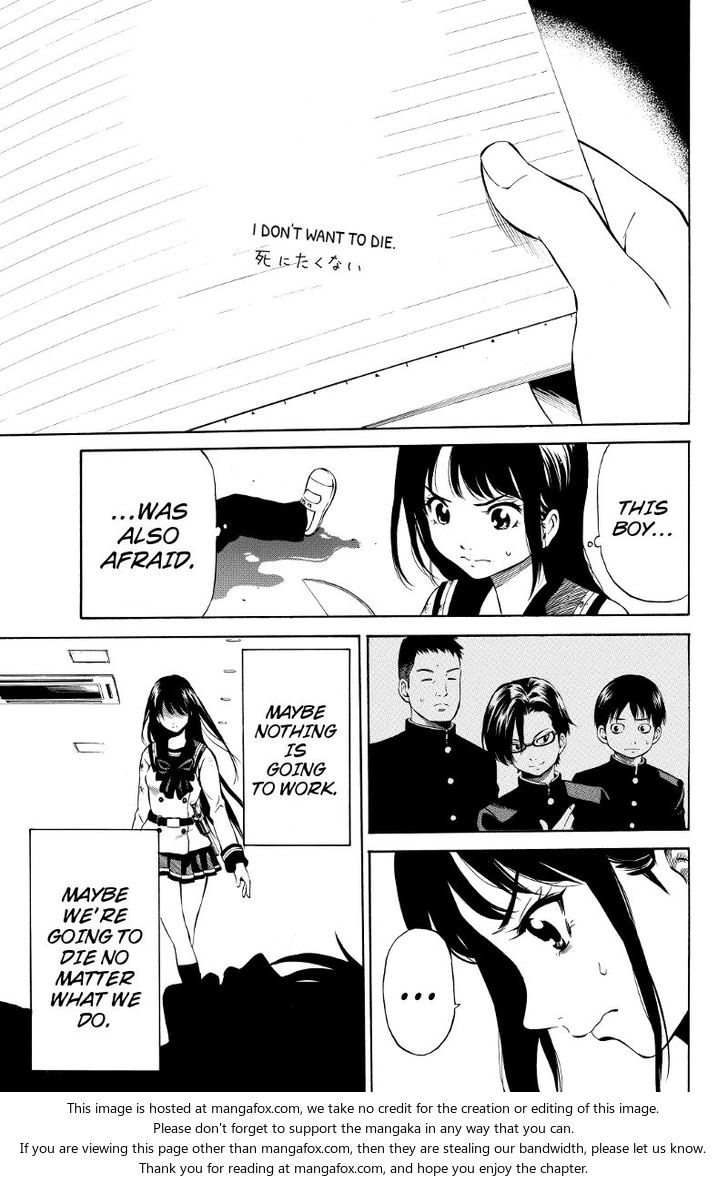 I DON'T WANT TO DIE.
死にたくない
THIS
BOY...
...WAS
ALSO
AFRAID.
MAYBE
NOTHING
IS
GOING
TO WORK.
MAYBE
WE'RE
GOING TO
DIE NO
MATTER
WHAT WE
DO.
...
This image is hosted at mangafox.com, we take no credit for the creation or editing of this image.
Please don't forget to support the mangaka in any way that you can.
If you are viewing this page other than mangafox.com, then they are stealing our bandwidth, please let us know.
Thank you for reading at mangafox.com, and hope you enjoy the chapter.